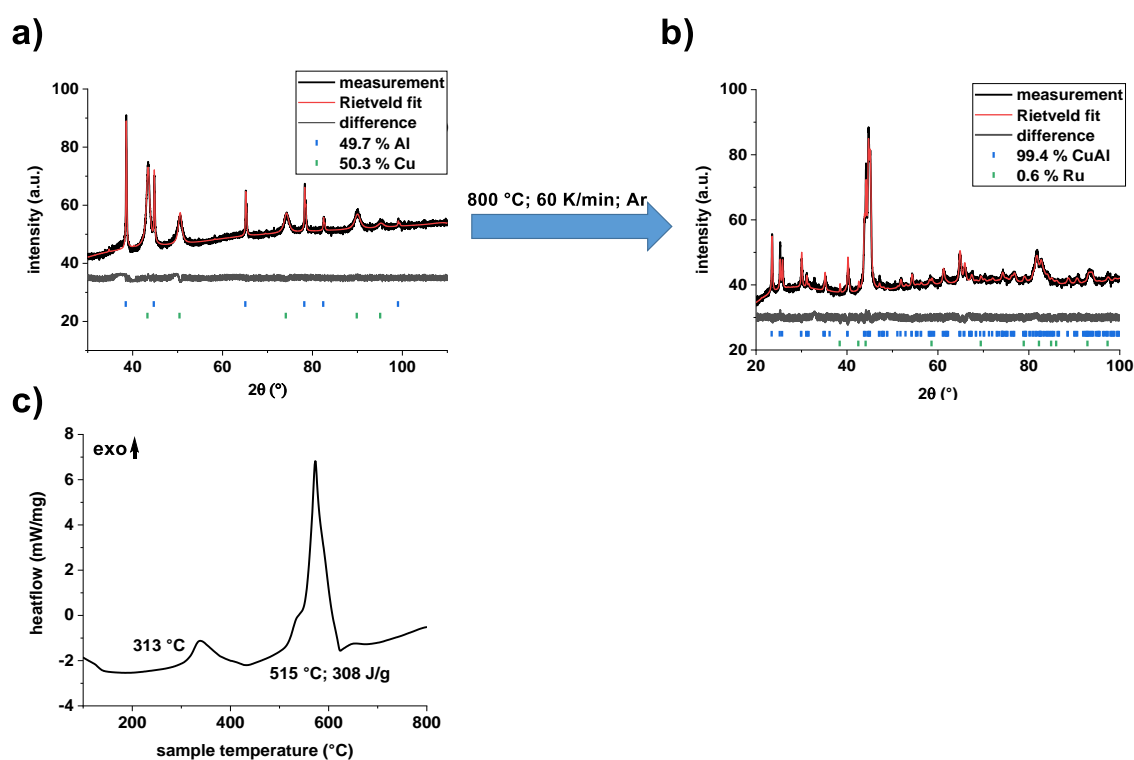 a)
100
80
60
40
20
intensity (a.u.)
measurement
Rietveld fit
difference
49.7 % Al
50.3 % Cu
40
60
80
100
2θ (°)
800 °C; 60 K/min; Ar
b)
100
80
60
40
20
intensity (a.u.)
measurement
Rietveld fit
difference
99.4 % CuAl
0.6 % Ru
20
40
60
80
100
2θ (°)
c)
8
6
4
2
0
-2
-4
heatflow (mW/mg)
exo
313 °C
515 °C; 308 J/g
200
400
600
800
sample temperature (°C)